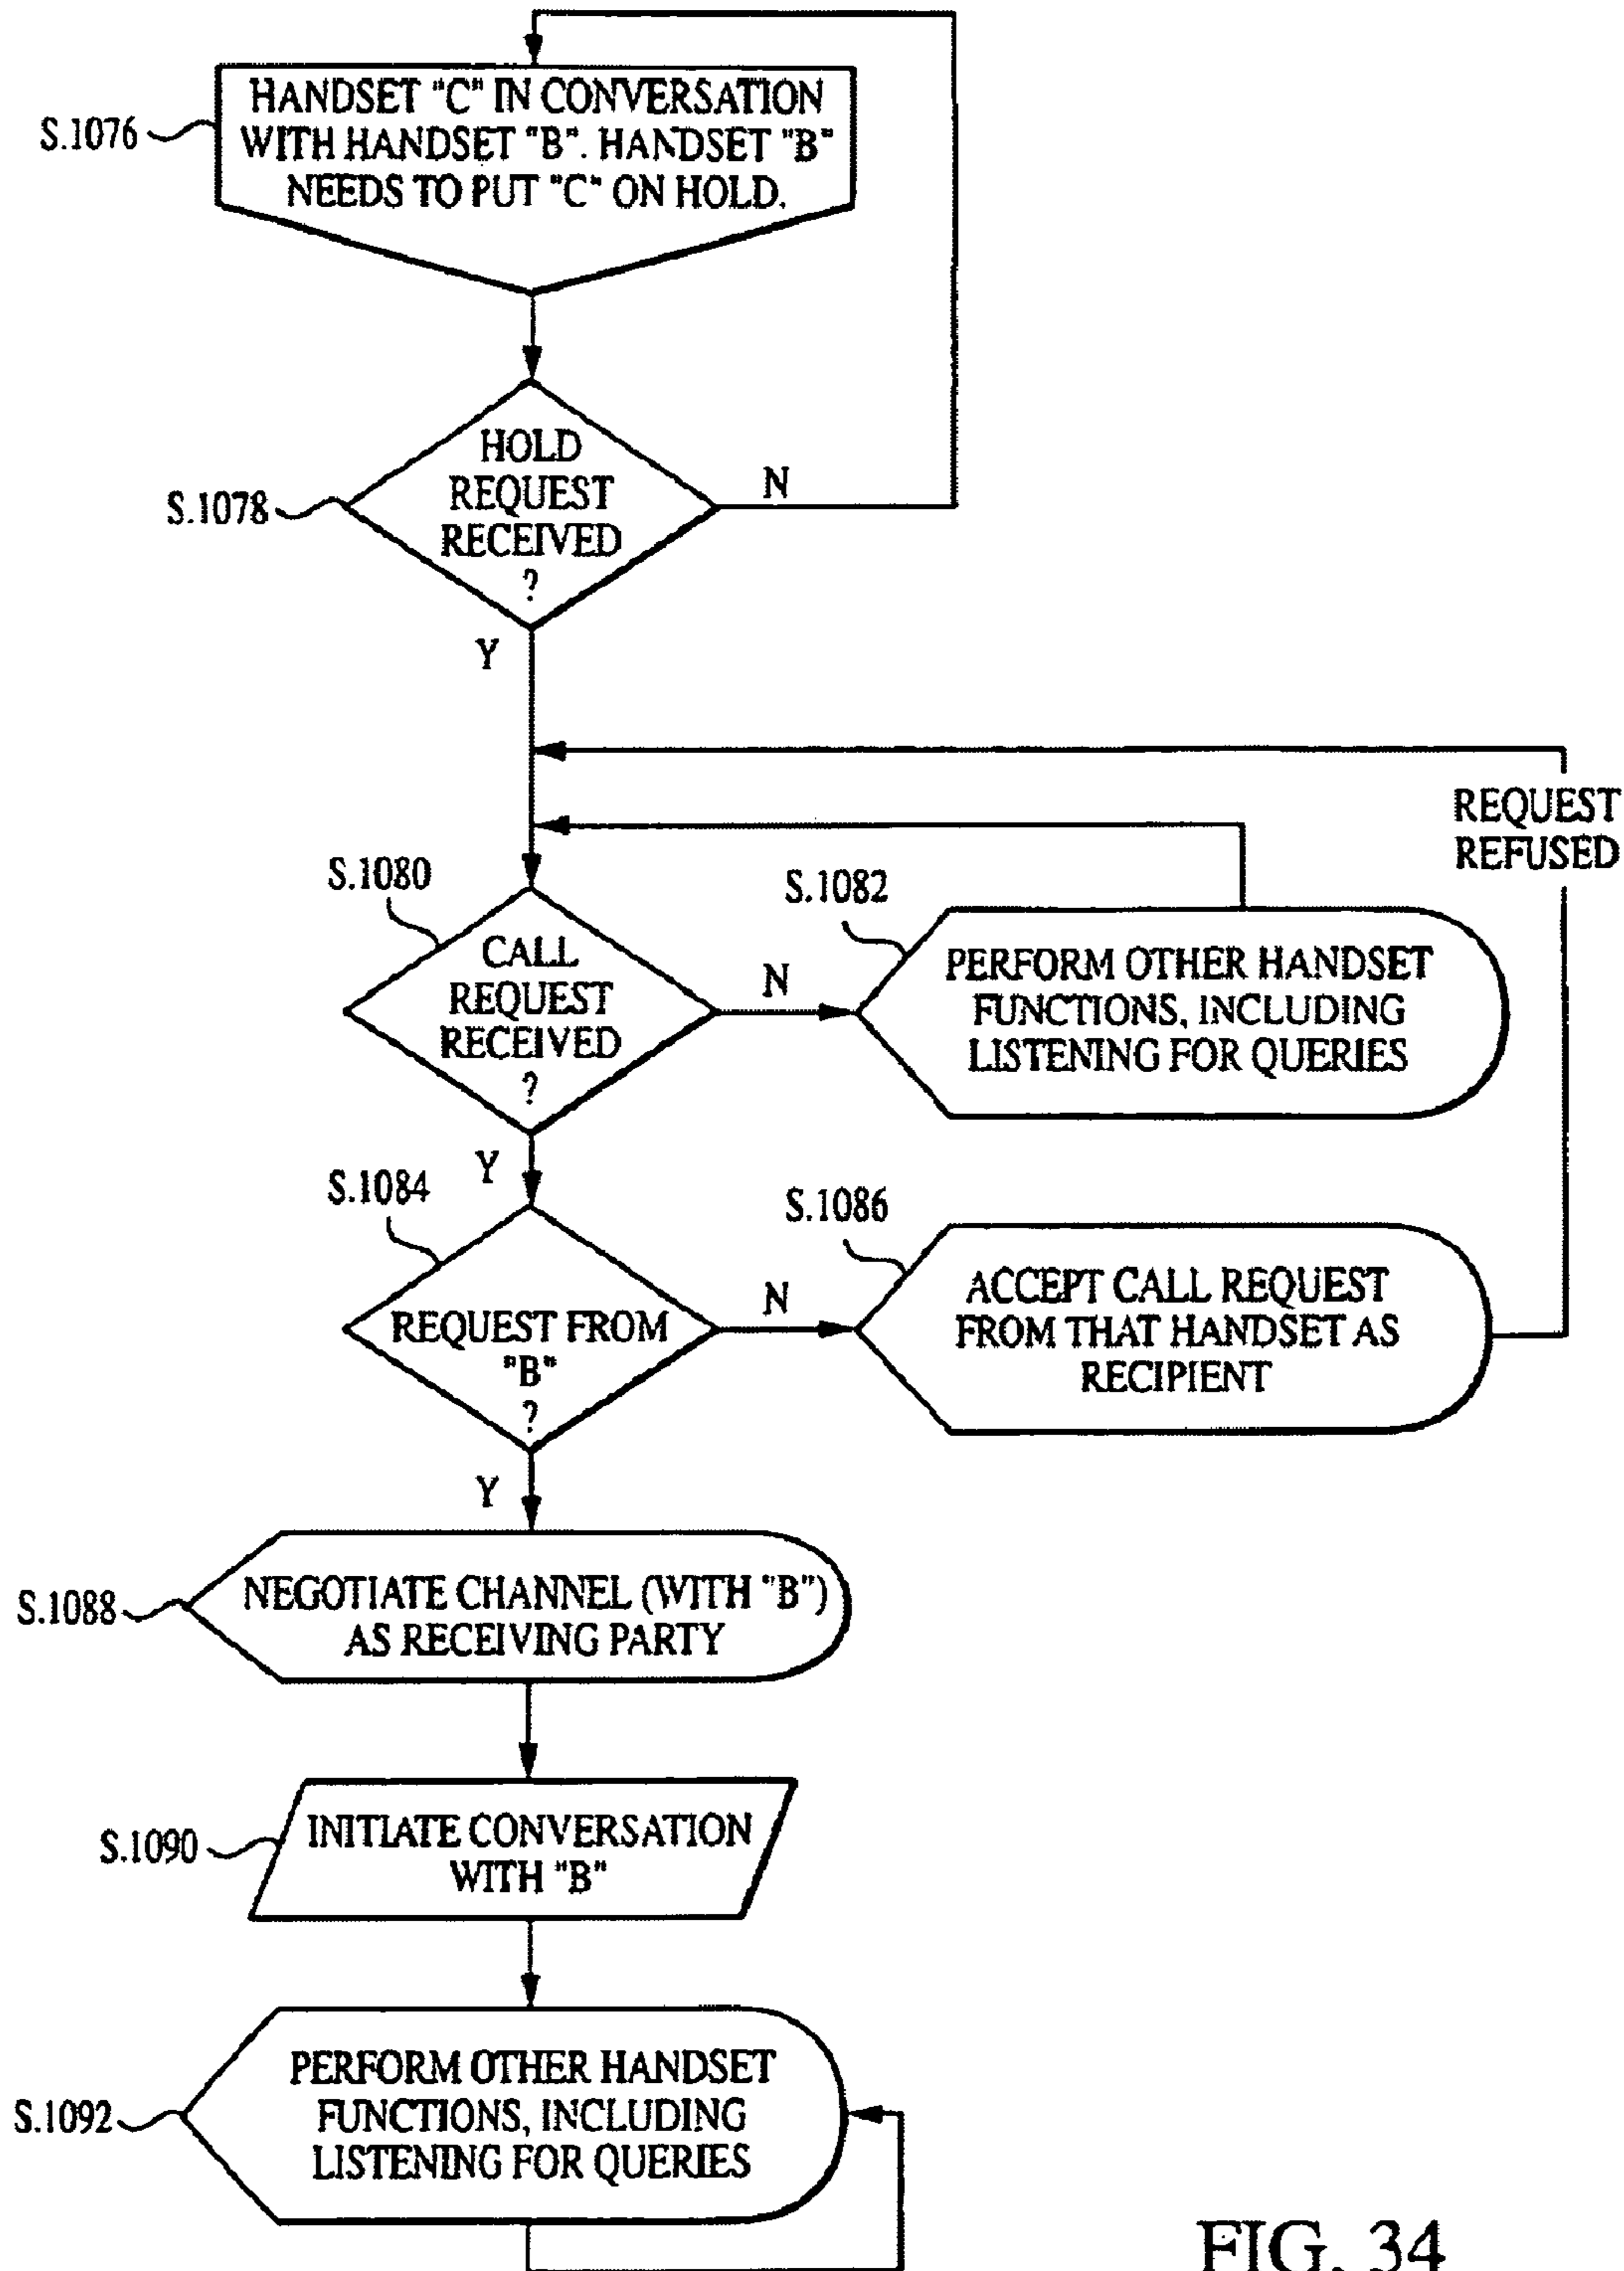 HANDSET "C" IN CONVERSATION
WITH HANDSET "B". HANDSET "B"
NEEDS TO PUT "C" ON HOLD.
S.1076
HOLD
REQUEST
RECEIVED
?
S.1078
N
Y
REQUEST
REFUSED
S.1080
CALL
REQUEST
RECEIVED
?
N
Y
S.1082
PERFORM OTHER HANDSET
FUNCTIONS, INCLUDING
LISTENING FOR QUERIES
S.1084
REQUEST FROM
"B"
?
N
Y
S.1086
ACCEPT CALL REQUEST
FROM THAT HANDSET AS
RECIPIENT
S.1088
NEGOTIATE CHANNEL (WITH "B")
AS RECEIVING PARTY
S.1090
INITIATE CONVERSATION
WITH "B"
S.1092
PERFORM OTHER HANDSET
FUNCTIONS, INCLUDING
LISTENING FOR QUERIES
FIG. 34